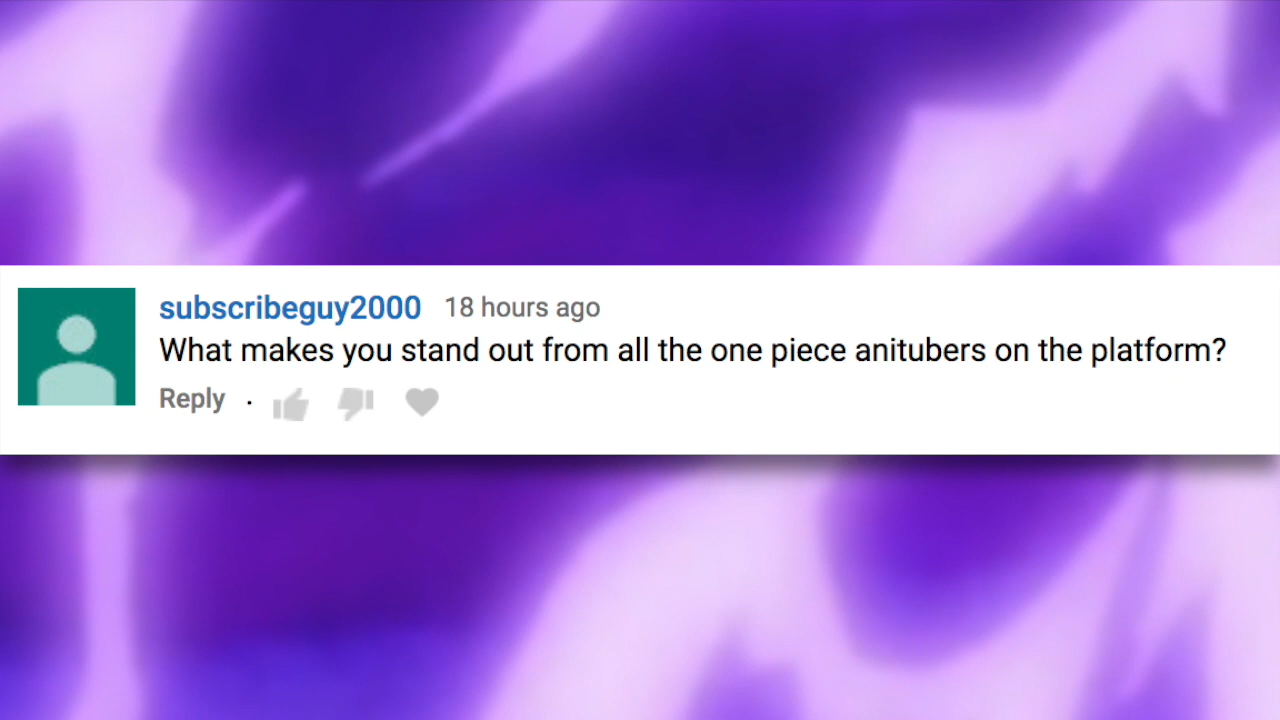 subscribeguy2000 18 hours ago
What makes you stand out from all the one piece anitubers on the platform?
Reply ·